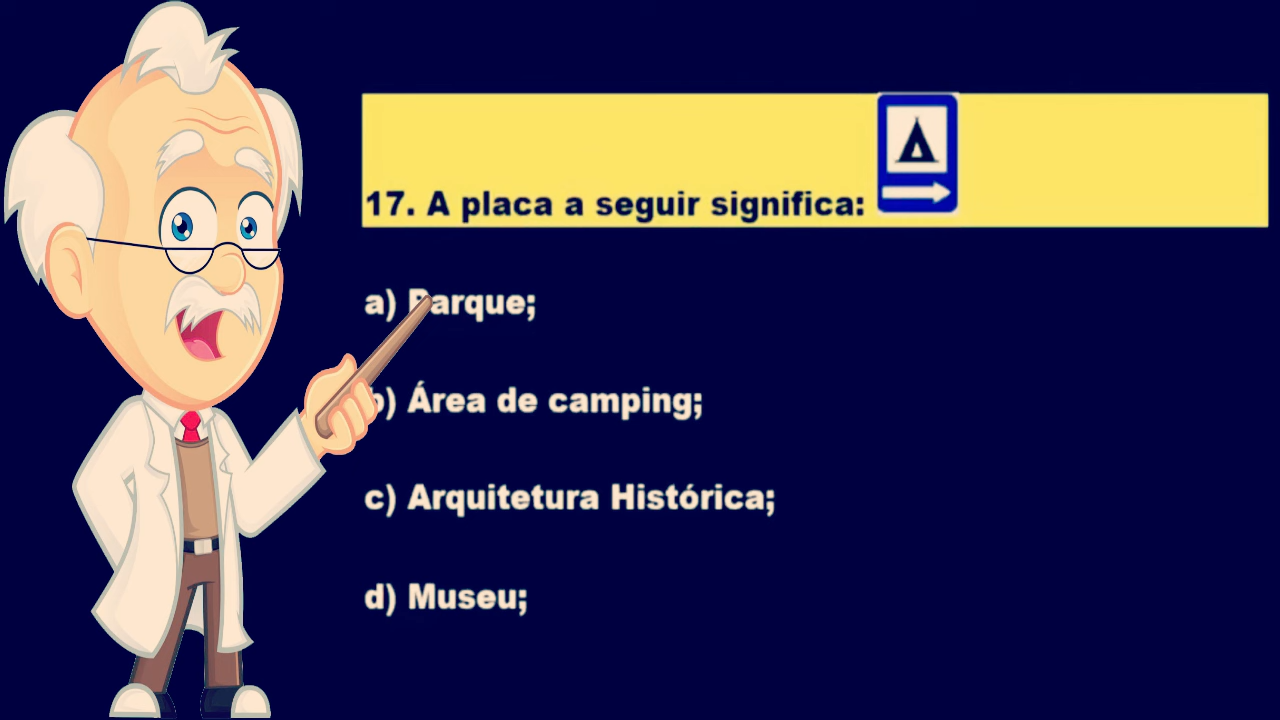 17. A placa a seguir significa:
a) Parque;
b) Área de camping;
c) Arquitetura Histórica;
d) Museu;